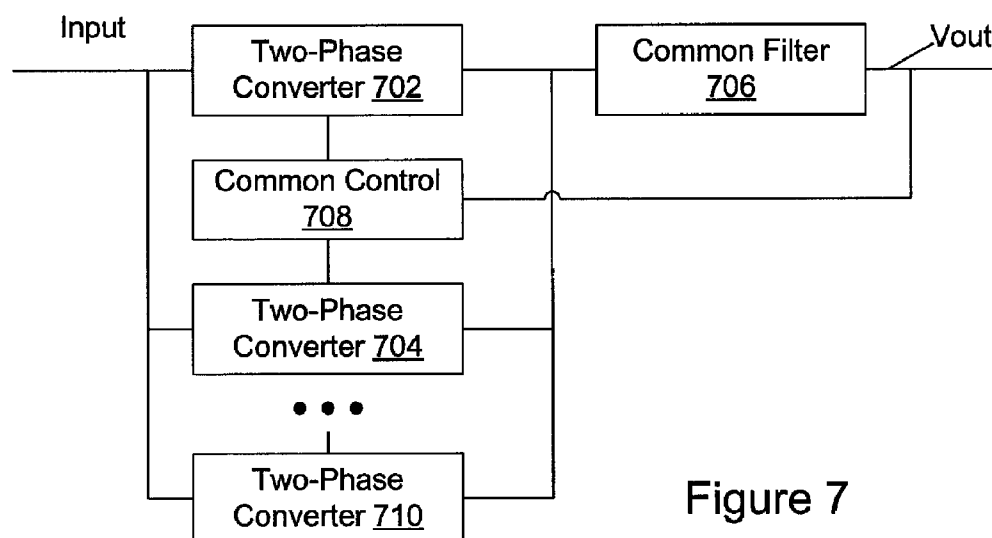 Input
Two-Phase
Converter 702
Common Filter
706
Vout
Common Control
708
Two-Phase
Converter 704
Two-Phase
Converter 710
Figure 7